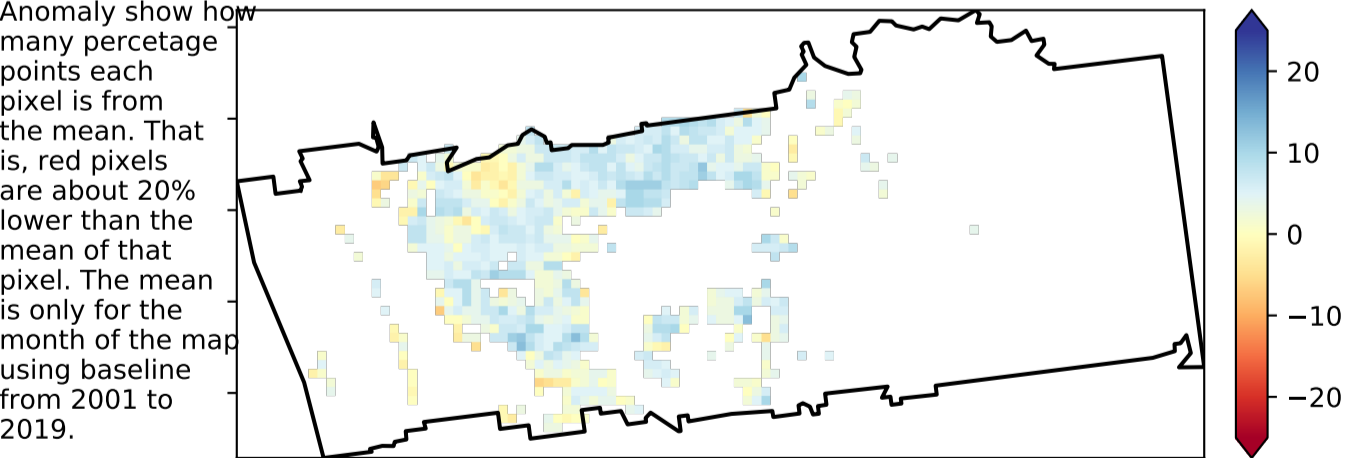 Anomaly show how
many percetage
points each
pixel is from
the mean. That
is, red pixels
are about 20%
lower than the
mean of that
pixel. The mean
is only for the
month of the map
using baseline
from 2001 to
2019.
20
10
0
−10
−20